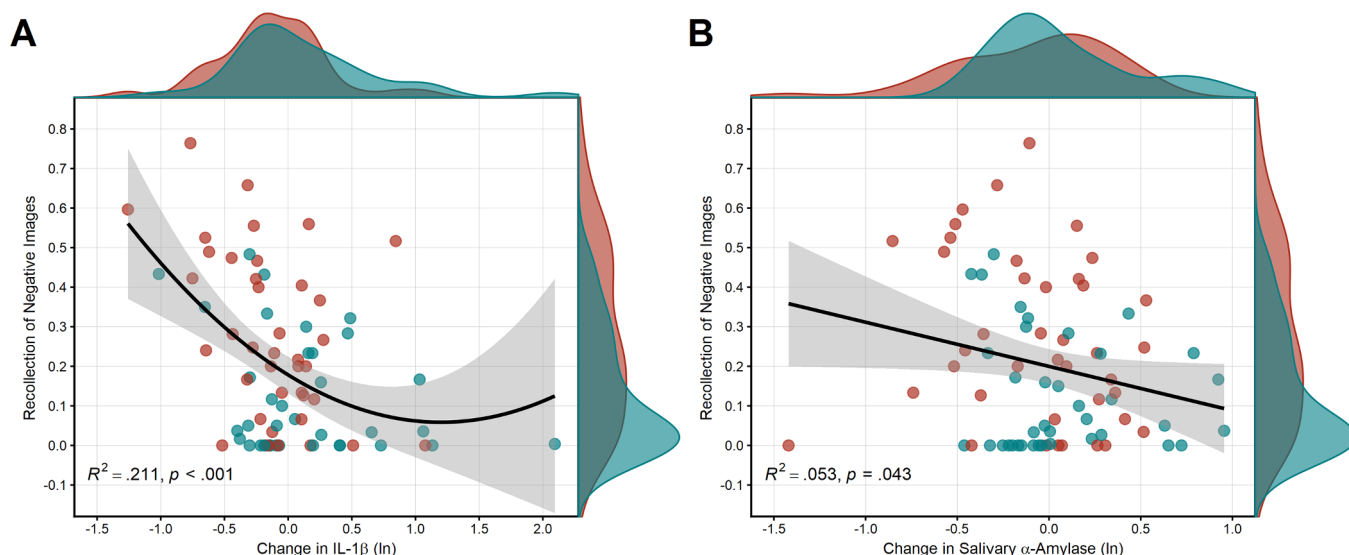 A
B
Recollection of Negative Images
0.8
0.7
0.6
0.5
0.4
0.3
0.2
0.1
0.0
-0.1
R² = .211, p < .001
-1.5 -1.0 -0.5 0.0 0.5 1.0 1.5 2.0
Change in IL-1β (ln)
Recollection of Negative Images
0.8
0.7
0.6
0.5
0.4
0.3
0.2
0.1
0.0
-0.1
R² = .053, p = .043
-1.5 -1.0 -0.5 0.0 0.5 1.0
Change in Salivary α-Amylase (ln)